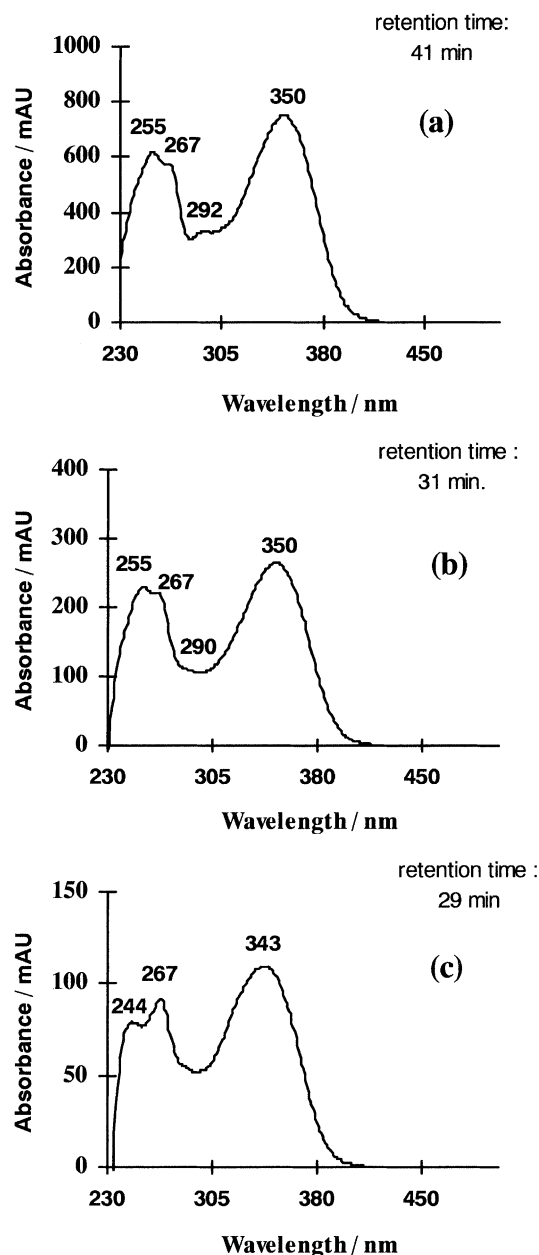 retention time:
41 min
(a)
1000
800
600
400
200
0
Absorbance / mAU
255
267
292
350
230
305
380
450
Wavelength / nm
retention time :
31 min.
(b)
400
300
200
100
0
Absorbance / mAU
255
267
290
350
230
305
380
450
Wavelength / nm
retention time :
29 min
(c)
150
100
50
0
Absorbance / mAU
244
267
343
230
305
380
450
Wavelength / nm